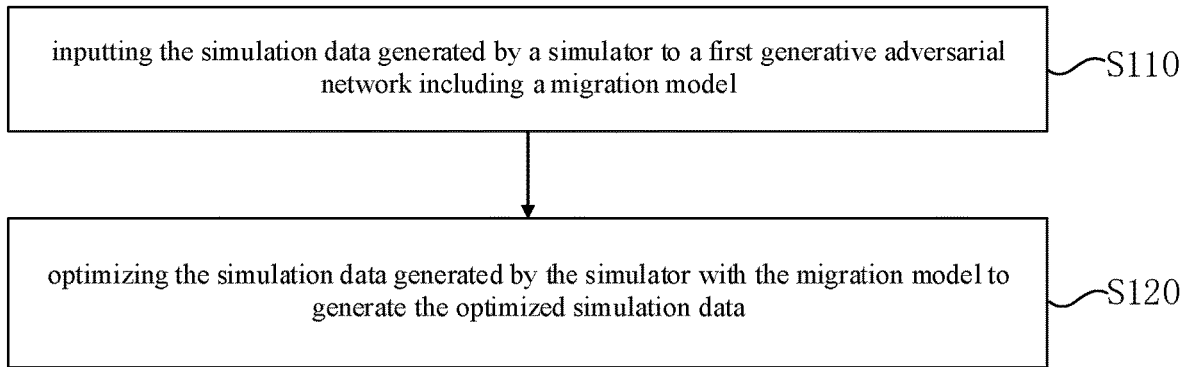 inputting the simulation data generated by a simulator to a first generative adversarial
network including a migration model
S110
optimizing the simulation data generated by the simulator with the migration model to
generate the optimized simulation data
S120